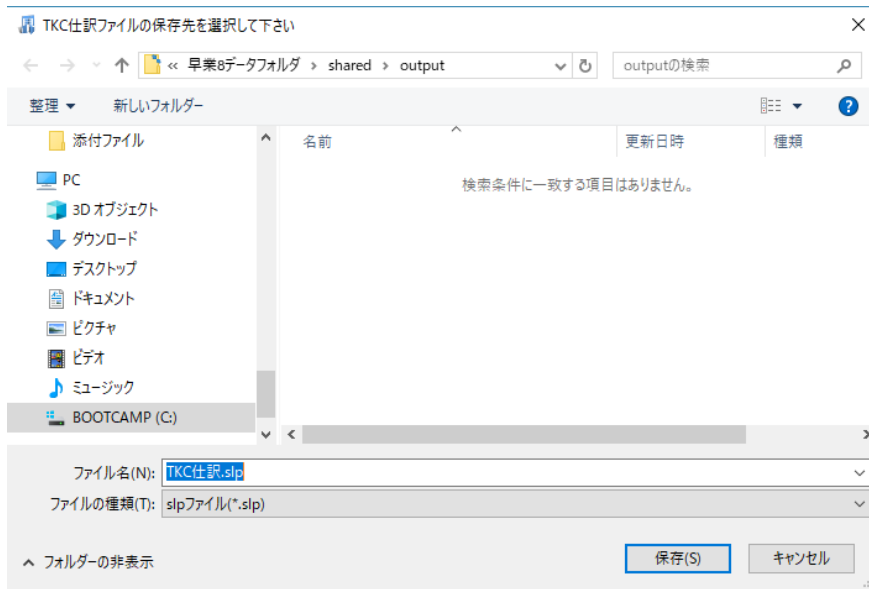 TKC仕訳ファイルの保存先を選択して下さい
« 早業8データフォルダ › shared › output
outputの検索
整理 新しいフォルダー
添付ファイル
PC
3D オブジェクト
ダウンロード
デスクトップ
ドキュメント
ピクチャ
ビデオ
ミュージック
BOOTCAMP (C:)
名前 更新日時 種類
検索条件に一致する項目はありません。
ファイル名(N): TKC仕訳.slp
ファイルの種類(T): slpファイル(*.slp)
フォルダーの非表示 保存(S) キャンセル